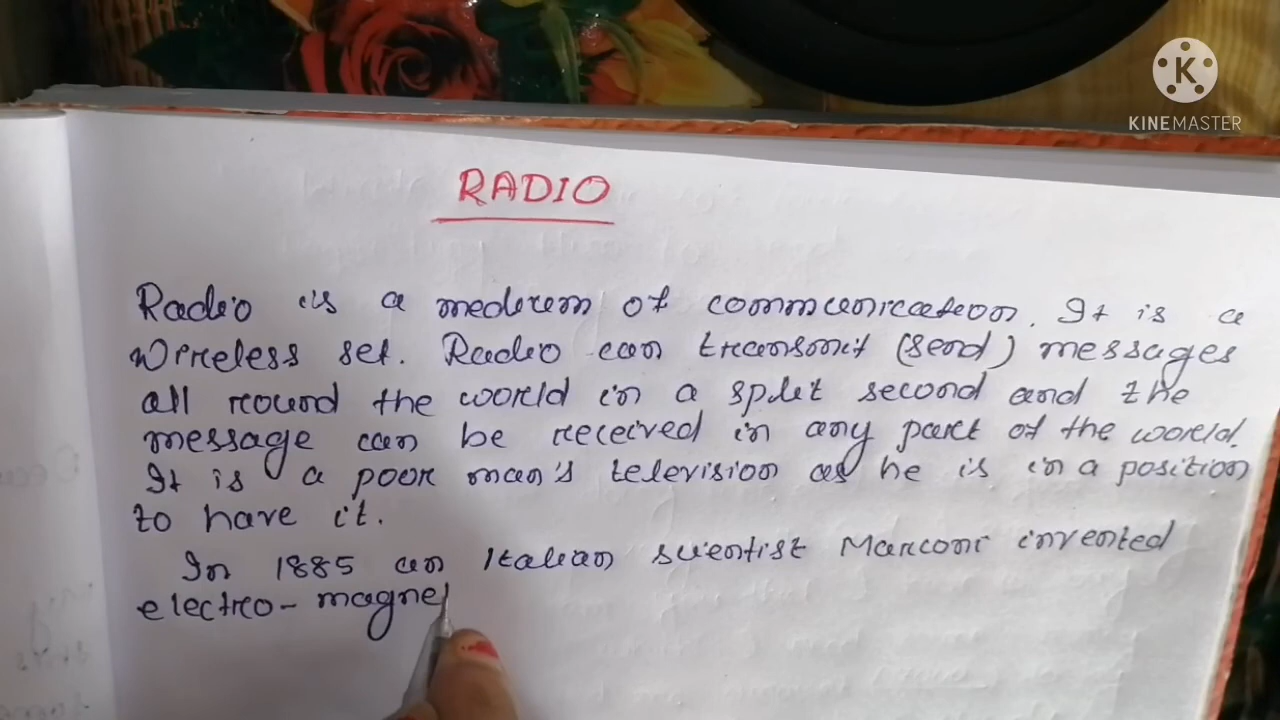 KINEMASTER
RADIO
Radio is a medium of communication. It is a
wireless set. Radio can transmit (send) messages
all round the world in a split second and the
message can be received in any part of the world.
It is a poor man's television as he is in a position
to have it.
In 1885 an Italian scientist Marconi invented
electro-magne